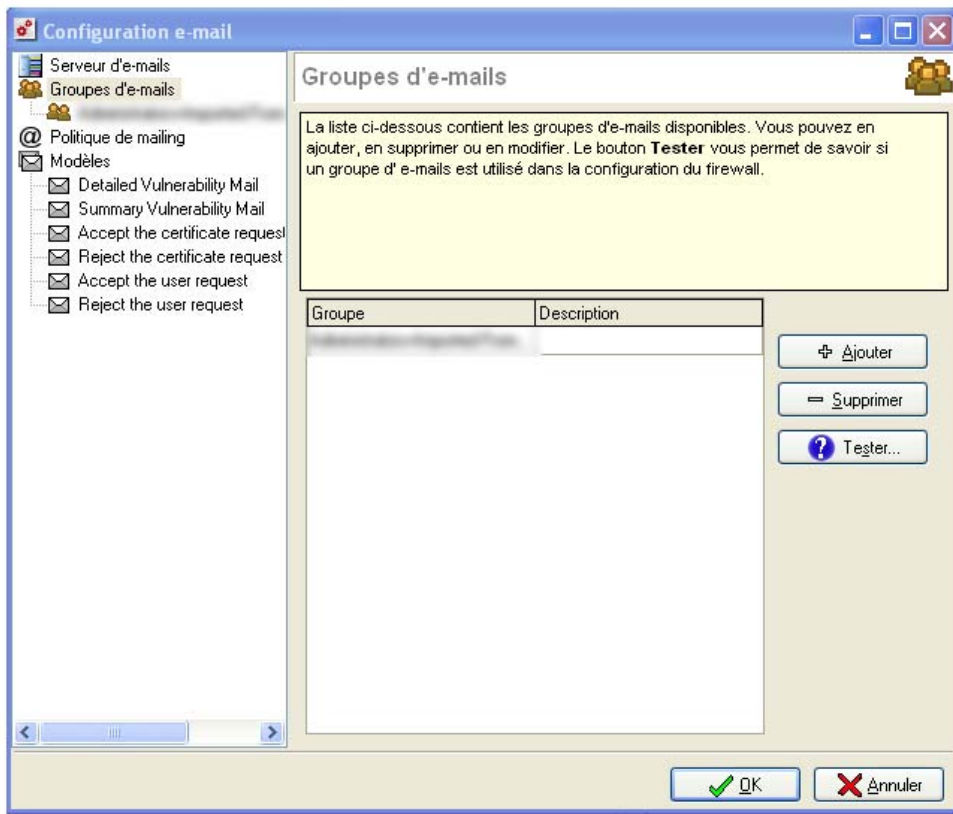 Configuration e-mail
Serveur d'e-mails
Groupes d'e-mails
@ Politique de mailing
Modèles
Detailed Vulnerability Mail
Summary Vulnerability Mail
Accept the certificate request
Reject the certificate request
Accept the user request
Reject the user request
Groupes d'e-mails
La liste ci-dessous contient les groupes d'e-mails disponibles. Vous pouvez en
ajouter, en supprimer ou en modifier. Le bouton Tester vous permet de savoir si
un groupe d' e-mails est utilisé dans la configuration du firewall.
Groupe Description
Ajouter
Supprimer
? Tester...
OK
Annuler